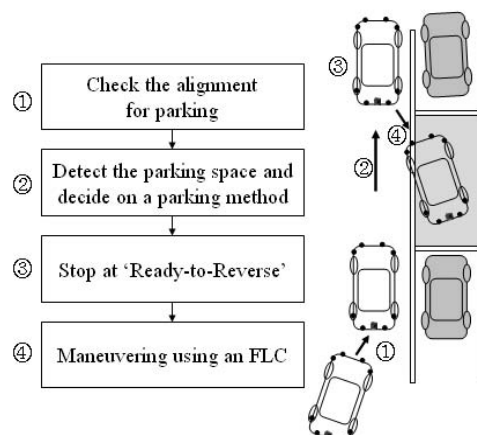 ① Check the alignment
for parking
② Detect the parking space and
decide on a parking method
③ Stop at ‘Ready-to-Reverse’
④ Maneuvering using an FLC
③
④
②
①